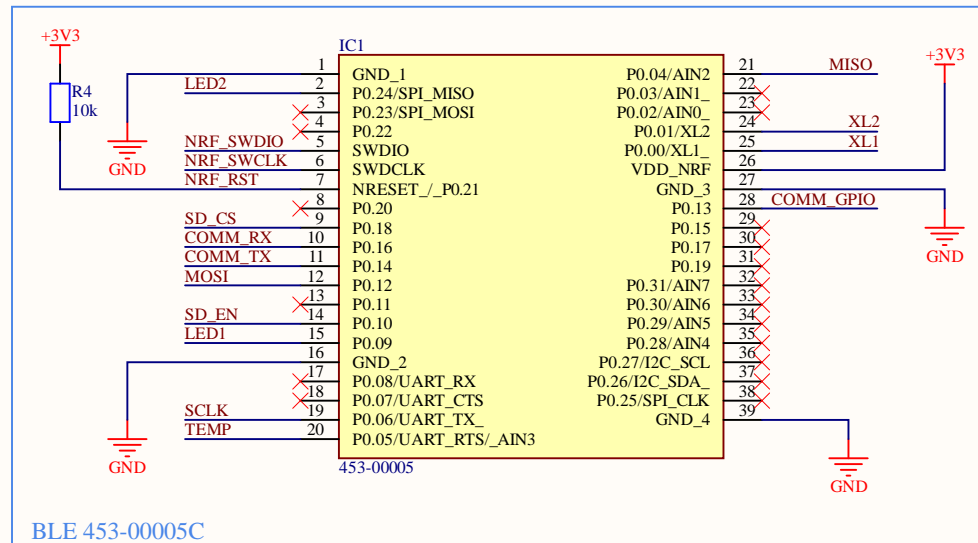 +3V3
R4
10k
GND
LED2
NRF_SWDIO
NRF_SWCLK
NRF_RST
SD_CS
COMM_RX
COMM_TX
MOSI
SD_EN
LED1
GND
SCLK
TEMP
IC1
1 GND_1
2 P0.24/SPI_MISO
3 P0.23/SPI_MOSI
4 P0.22
5 SWDIO
6 SWDCLK
7 NRESET_/_P0.21
8 P0.20
9 P0.18
10 P0.16
11 P0.14
12 P0.12
13 P0.11
14 P0.10
15 P0.09
16 GND_2
17 P0.08/UART_RX
18 P0.07/UART_CTS
19 P0.06/UART_TX_
20 P0.05/UART_RTS/_AIN3
P0.04/AIN2 21
P0.03/AIN1_ 22
P0.02/AIN0_ 23
P0.01/XL2 24
P0.00/XL1_ 25
VDD_NRF 26
GND_3 27
P0.13 28
P0.15 29
P0.17 30
P0.19 31
P0.31/AIN7 32
P0.30/AIN6 33
P0.29/AIN5 34
P0.28/AIN4 35
P0.27/I2C_SCL 36
P0.26/I2C_SDA_ 37
P0.25/SPI_CLK 38
GND_4 39
453-00005
MISO
XL2
XL1
COMM_GPIO
+3V3
GND
GND
BLE 453-00005C